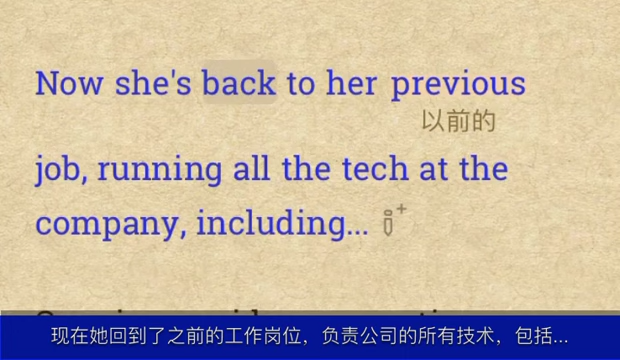 Now she's back to her previous
以前的
job, running all the tech at the
company, including...
现在她回到了之前的工作岗位，负责公司的所有技术，包括...